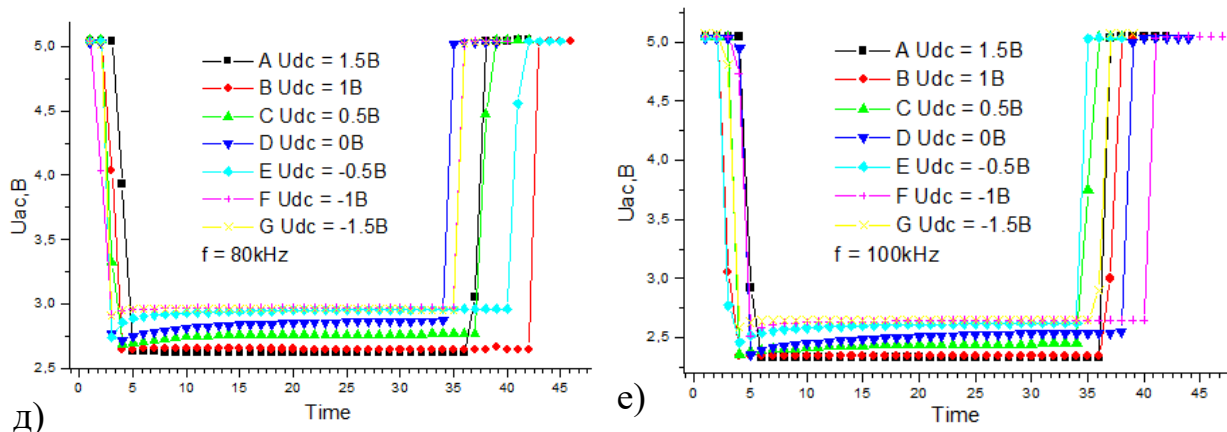 5,0
4,5
4,0
3,5
3,0
2,5
Uac,B
A Udc = 1.5B
B Udc = 1B
C Udc = 0.5B
D Udc = 0B
E Udc = -0.5B
F Udc = -1B
G Udc = -1.5B
f = 80kHz
0 5 10 15 20 25 30 35 40 45
Time
д)
5,0
4,5
4,0
3,5
3,0
2,5
Uac,B
A Udc = 1.5B
B Udc = 1B
C Udc = 0.5B
D Udc = 0B
E Udc = -0.5B
F Udc = -1B
G Udc = -1.5B
f = 100kHz
0 5 10 15 20 25 30 35 40 45
Time
е)